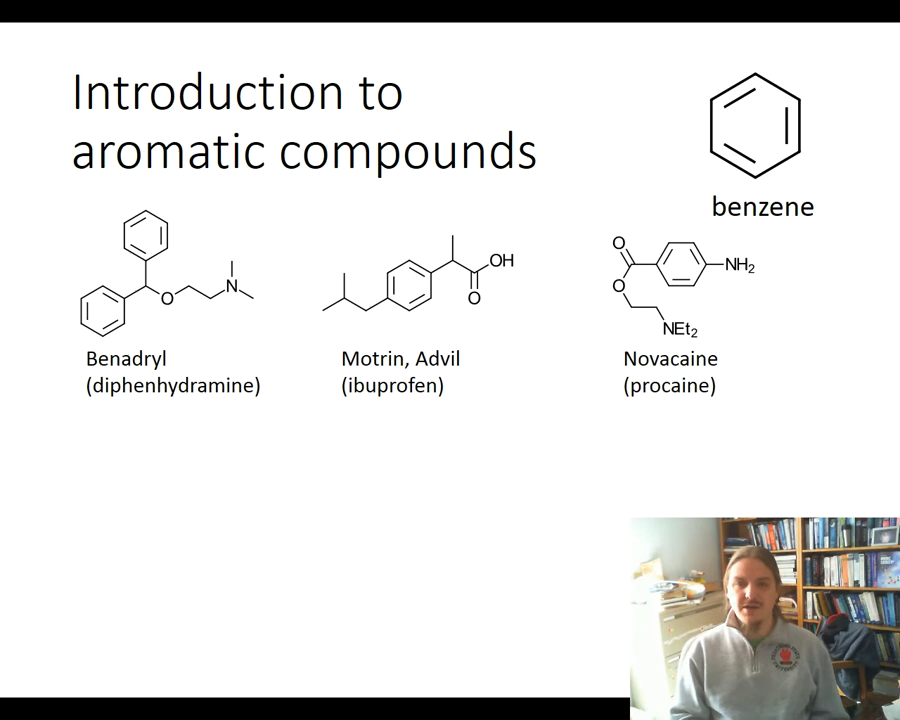 Introduction to
aromatic compounds
benzene
O
N
Benadryl
(diphenhydramine)
OH
O
Motrin, Advil
(ibuprofen)
O
NH2
O
NEt2
Novacaine
(procaine)